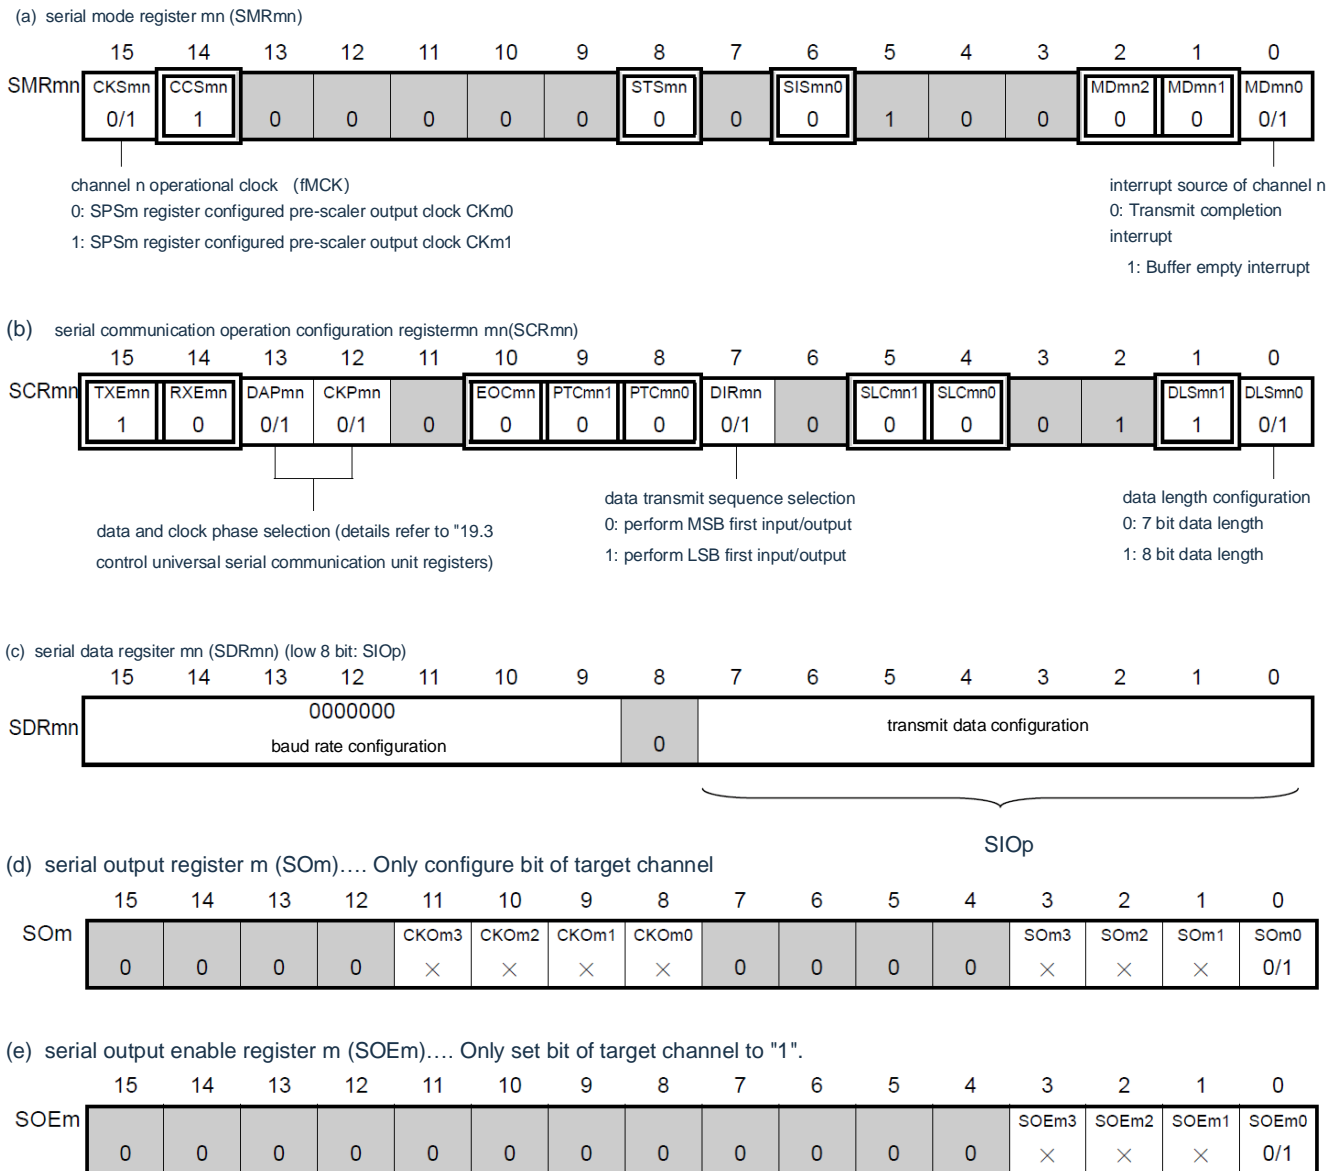 (a) serial mode register mn (SMRmn)
15 14 13 12 11 10 9 8 7 6 5 4 3 2 1 0
SMRmn CKSmn CCSmn STSmn SISmn0 MDmn2 MDmn1 MDmn0
0/1 1 0 0 0 0 0 0 0 0 1 0 0 0 0 0/1
channel n operational clock (fMCK)
0: SPSm register configured pre-scaler output clock CKm0
1: SPSm register configured pre-scaler output clock CKm1
interrupt source of channel n
0: Transmit completion
interrupt
1: Buffer empty interrupt
(b) serial communication operation configuration registermn mn(SCRmn)
15 14 13 12 11 10 9 8 7 6 5 4 3 2 1 0
SCRmn TXEmn RXEmn DAPmn CKPmn EOCmn PTCmn1 PTCmn0 DIRmn SLCmn1 SLCmn0 DLSmn1 DLSmn0
1 0 0/1 0/1 0 0 0 0 0/1 0 0 0 0 1 1 0/1
data and clock phase selection (details refer to "19.3
control universal serial communication unit registers)
data transmit sequence selection
0: perform MSB first input/output
1: perform LSB first input/output
data length configuration
0: 7 bit data length
1: 8 bit data length
(c) serial data regsiter mn (SDRmn) (low 8 bit: SIOp)
15 14 13 12 11 10 9 8 7 6 5 4 3 2 1 0
SDRmn 0000000
baud rate configuration 0 transmit data configuration
SIOp
(d) serial output register m (SOm)…. Only configure bit of target channel
15 14 13 12 11 10 9 8 7 6 5 4 3 2 1 0
SOm CKOm3 CKOm2 CKOm1 CKOm0 SOm3 SOm2 SOm1 SOm0
0 0 0 0 × × × × 0 0 0 0 × × × 0/1
(e) serial output enable register m (SOEm)…. Only set bit of target channel to "1".
15 14 13 12 11 10 9 8 7 6 5 4 3 2 1 0
SOEm SOEm3 SOEm2 SOEm1 SOEm0
0 0 0 0 0 0 0 0 0 0 0 0 × × × 0/1